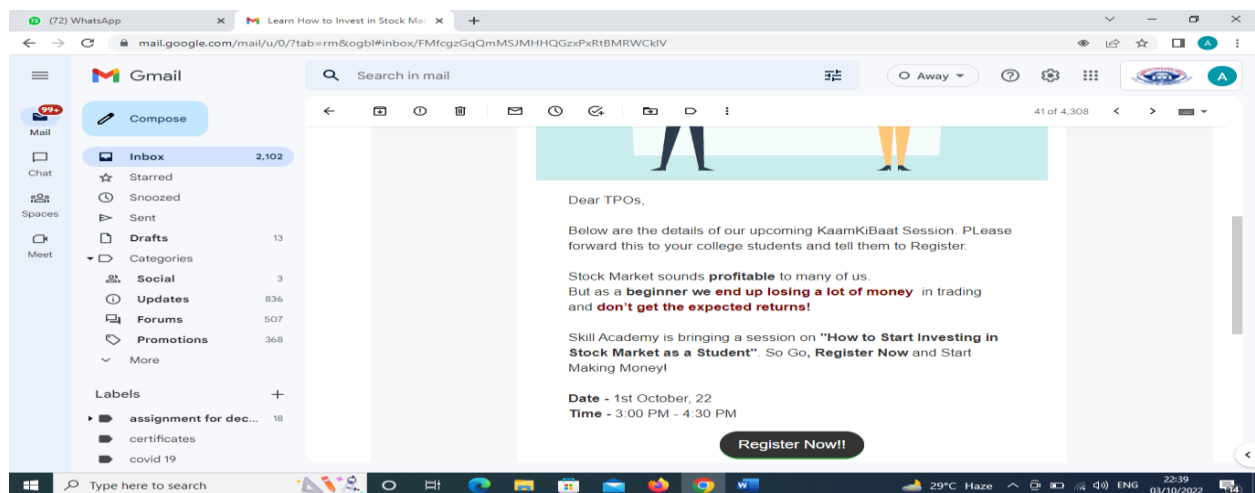 (72) WhatsApp
Learn How to Invest in Stock Mar
mail.google.com/mail/u/0/?tab=rm&ogbl#inbox/FMfcgzGqQmMSJMHHQGzxPxRtBMRWCklV
A
Gmail
Search in mail
Away
A
99+
Mail
Chat
Spaces
Meet
Compose
41 of 4,308
Inbox 2,102
Starred
Snoozed
Sent
Drafts 13
Categories
Social 3
Updates 836
Forums 507
Promotions 368
More
Labels
assignment for dec... 18
certificates
covid 19
Dear TPOs,
Below are the details of our upcoming KaamKiBaat Session. PLease
forward this to your college students and tell them to Register.
Stock Market sounds profitable to many of us.
But as a beginner we end up losing a lot of money in trading
and don't get the expected returns!
Skill Academy is bringing a session on "How to Start Investing in
Stock Market as a Student". So Go, Register Now and Start
Making Money!
Date - 1st October, 22
Time - 3:00 PM - 4:30 PM
Register Now!!
Type here to search
29°C Haze
ENG
22:39
03/10/2022
14